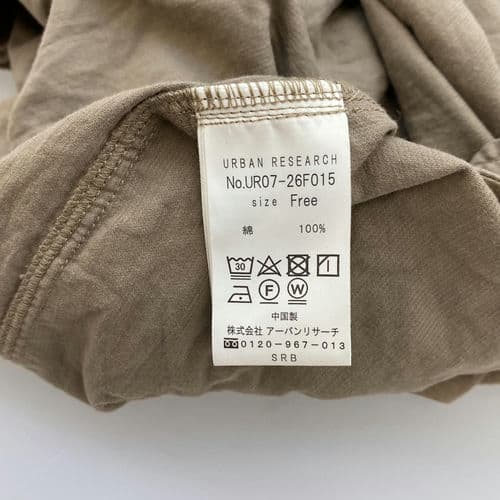 URBAN RESEARCH
No.UR07-26F015
size Free
綿 100%
30
F W
中国製
株式会社 アーバンリサーチ
0120-967-013
SRB